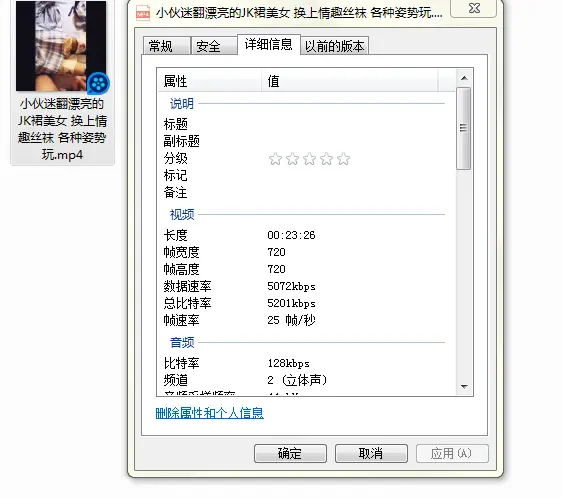 小伙迷翻漂亮的JK裙美女 换上情趣丝袜 各种姿势玩....
小伙迷翻漂亮的
JK裙美女 换上情
趣丝袜 各种姿势
玩.mp4
常规
安全
详细信息
以前的版本
属性
值
说明
标题
副标题
分级
标记
备注
视频
长度 00:23:26
帧宽度 720
帧高度 720
数据速率 5072kbps
总比特率 5201kbps
帧速率 25 帧/秒
音频
比特率 128kbps
频道 2 (立体声)
删除属性和个人信息
确定
取消
应用(A)